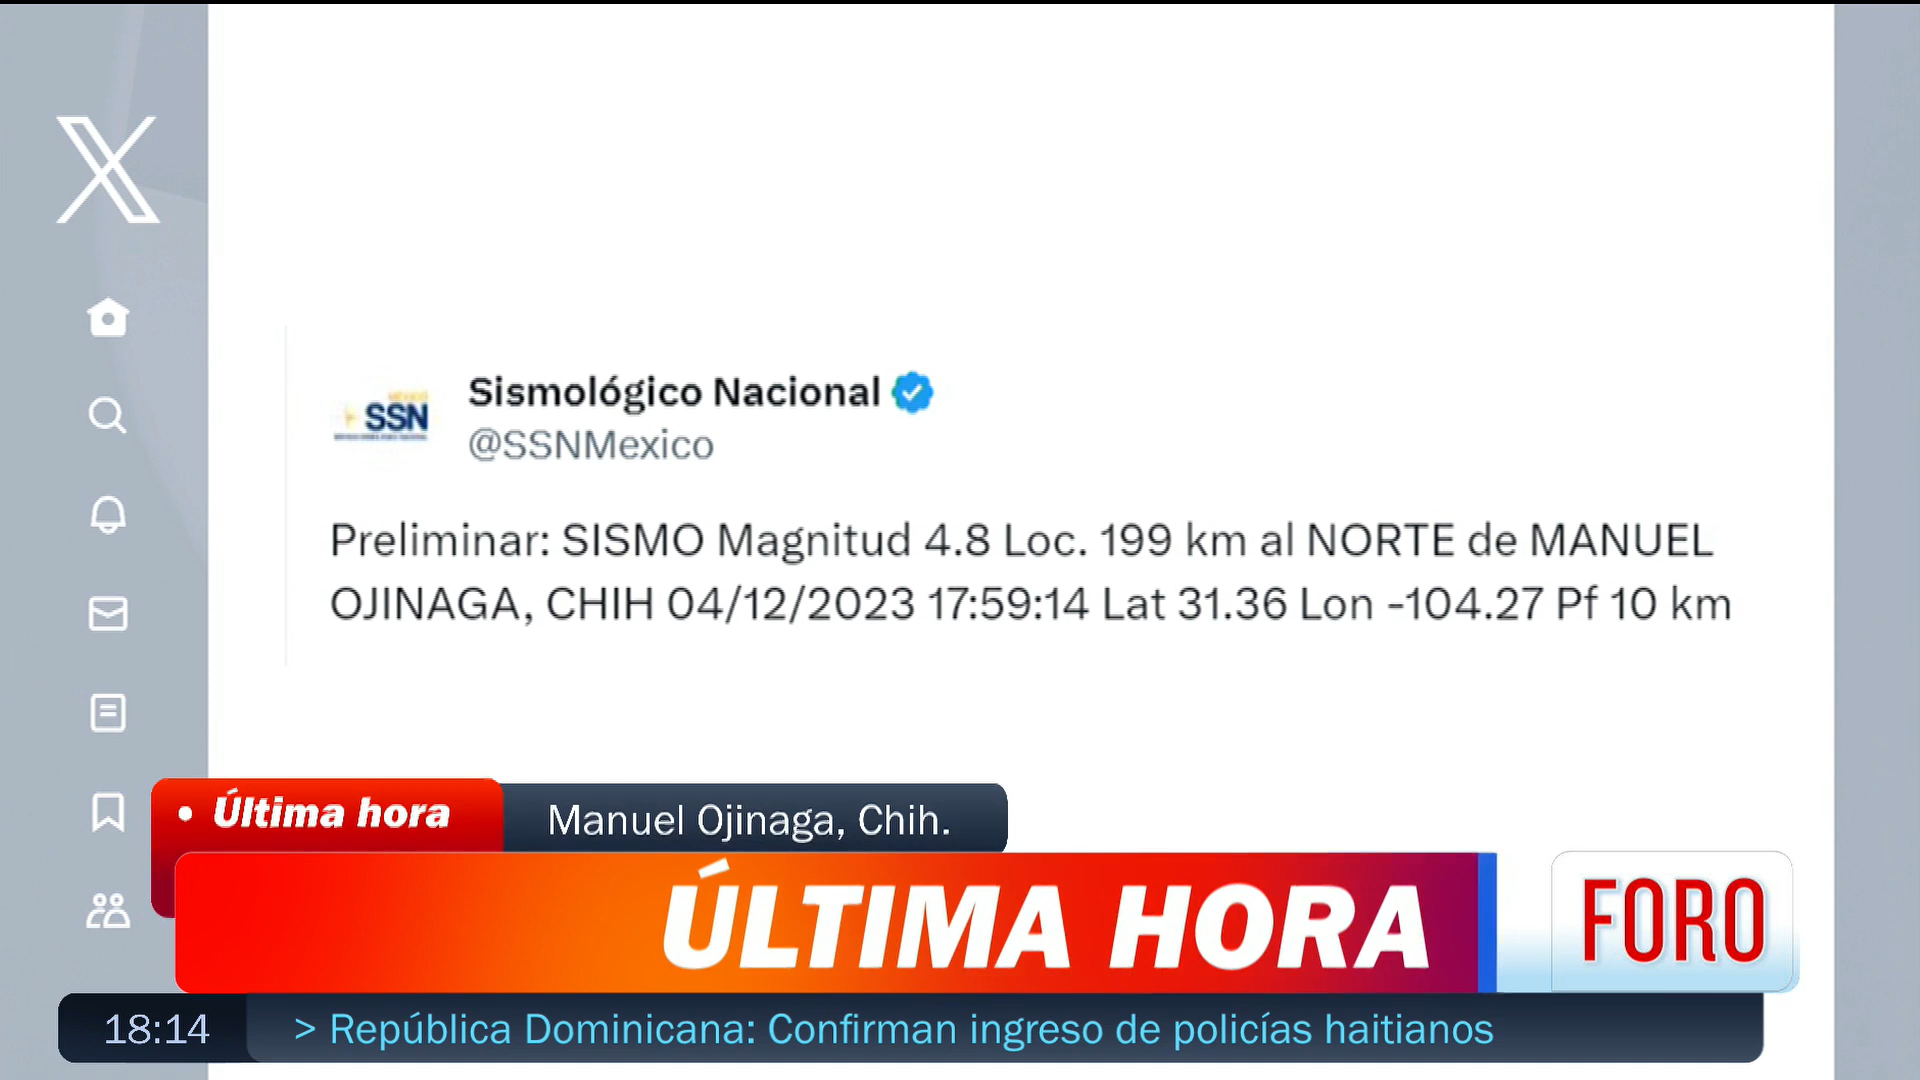 Sismológico Nacional
SSN
@SSNMexico
Preliminar: SISMO Magnitud 4.8 Loc. 199 km al NORTE de MANUEL
OJINAGA, CHIH 04/12/2023 17:59:14 Lat 31.36 Lon -104.27 Pf 10 km
• Última hora
Manuel Ojinaga, Chih.
ÚLTIMA HORA
FORO
18:14
> República Dominicana: Confirman ingreso de policías haitianos